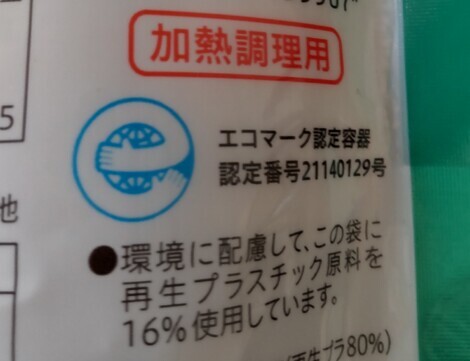 加熱調理用
5
エコマーク認定容器
認定番号21140129号
他
●環境に配慮して、この袋に
再生プラスチック原料を
16%使用しています。
(再生プラ80%)